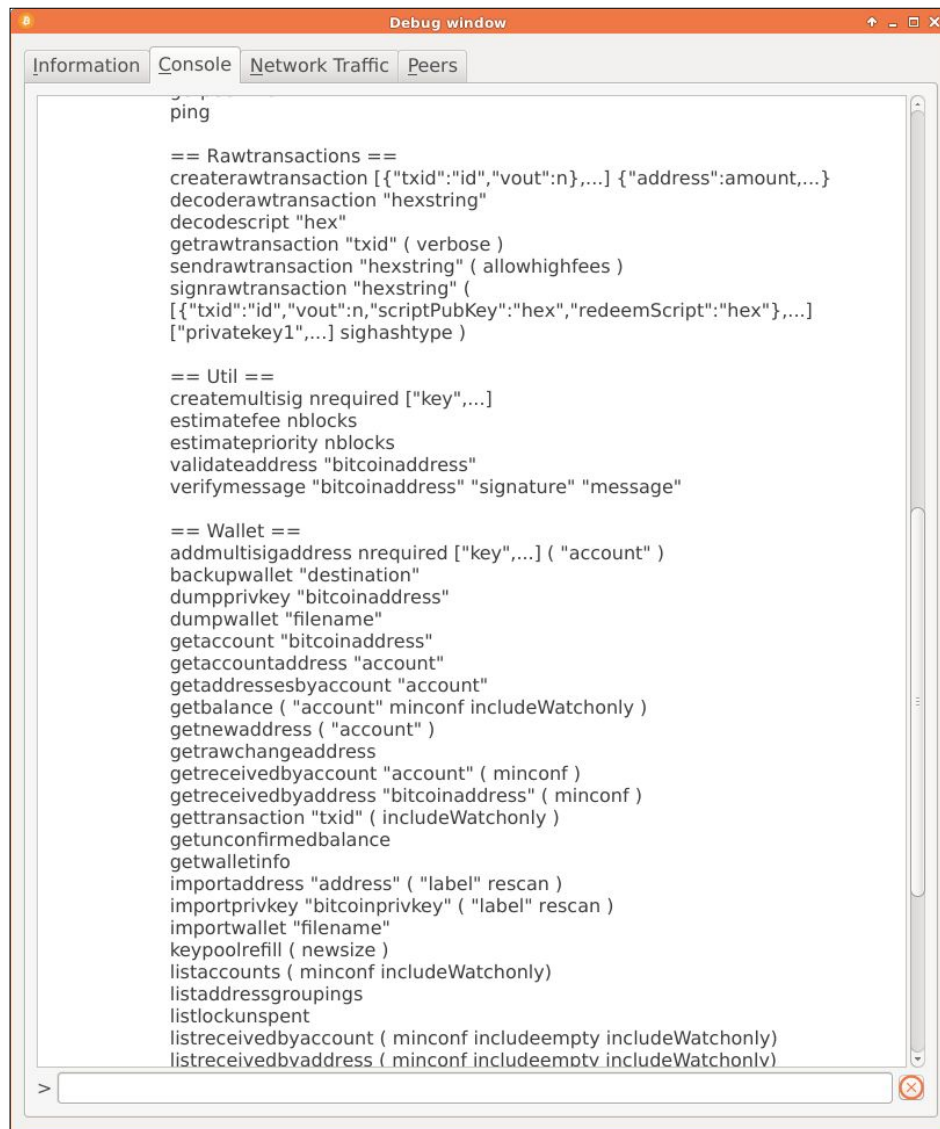 Debug window
Information Console Network Traffic Peers
ping
== Rawtransactions ==
createrawtransaction [{"txid":"id","vout":n},...] {"address":amount,...}
decoderawtransaction "hexstring"
decodescript "hex"
getrawtransaction "txid" ( verbose )
sendrawtransaction "hexstring" ( allowhighfees )
signrawtransaction "hexstring" (
[{"txid":"id","vout":n,"scriptPubKey":"hex","redeemScript":"hex"},...]
["privatekey1",...] sighashtype )
== Util ==
createmultisig nrequired ["key",...]
estimatefee nblocks
estimatepriority nblocks
validateaddress "bitcoinaddress"
verifymessage "bitcoinaddress" "signature" "message"
== Wallet ==
addmultisigaddress nrequired ["key",...] ( "account" )
backupwallet "destination"
dumpprivkey "bitcoinaddress"
dumpwallet "filename"
getaccount "bitcoinaddress"
getaccountaddress "account"
getaddressesbyaccount "account"
getbalance ( "account" minconf includeWatchonly )
getnewaddress ( "account" )
getrawchangeaddress
getreceivedbyaccount "account" ( minconf )
getreceivedbyaddress "bitcoinaddress" ( minconf )
gettransaction "txid" ( includeWatchonly )
getunconfirmedbalance
getwalletinfo
importaddress "address" ( "label" rescan )
importprivkey "bitcoinprivkey" ( "label" rescan )
importwallet "filename"
keypoolrefill ( newsize )
listaccounts ( minconf includeWatchonly)
listaddressgroupings
listlockunspent
listreceivedbyaccount ( minconf includeempty includeWatchonly)
listreceivedbyaddress ( minconf includeempty includeWatchonly)
>